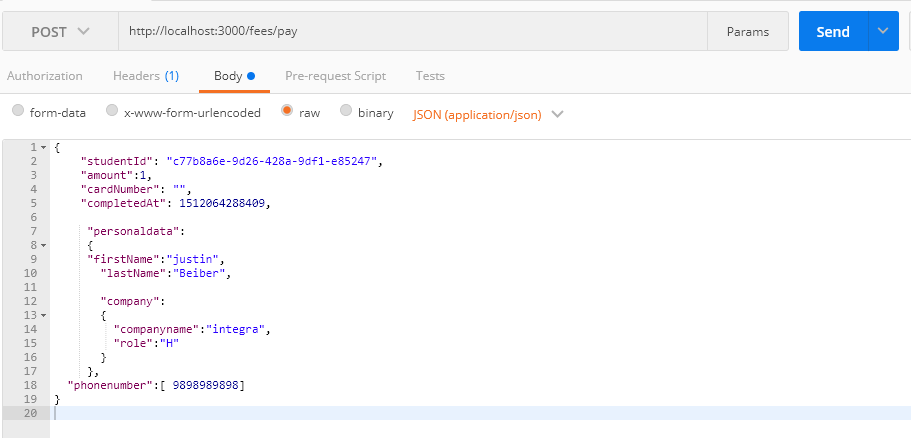 POST http://localhost:3000/fees/pay Params Send
Authorization Headers (1) Body Pre-request Script Tests
form-data x-www-form-urlencoded raw binary JSON (application/json)
1 {
2 "studentId": "c77b8a6e-9d26-428a-9df1-e85247",
3 "amount":1,
4 "cardNumber": "",
5 "completedAt": 1512064288409,
6
7 "personaldata":
8 {
9 "firstName":"justin",
10 "lastName":"Beiber",
11
12 "company":
13 {
14 "companyname":"integra",
15 "role":"H"
16 }
17 },
18 "phonenumber":[ 9898989898]
19 }
20